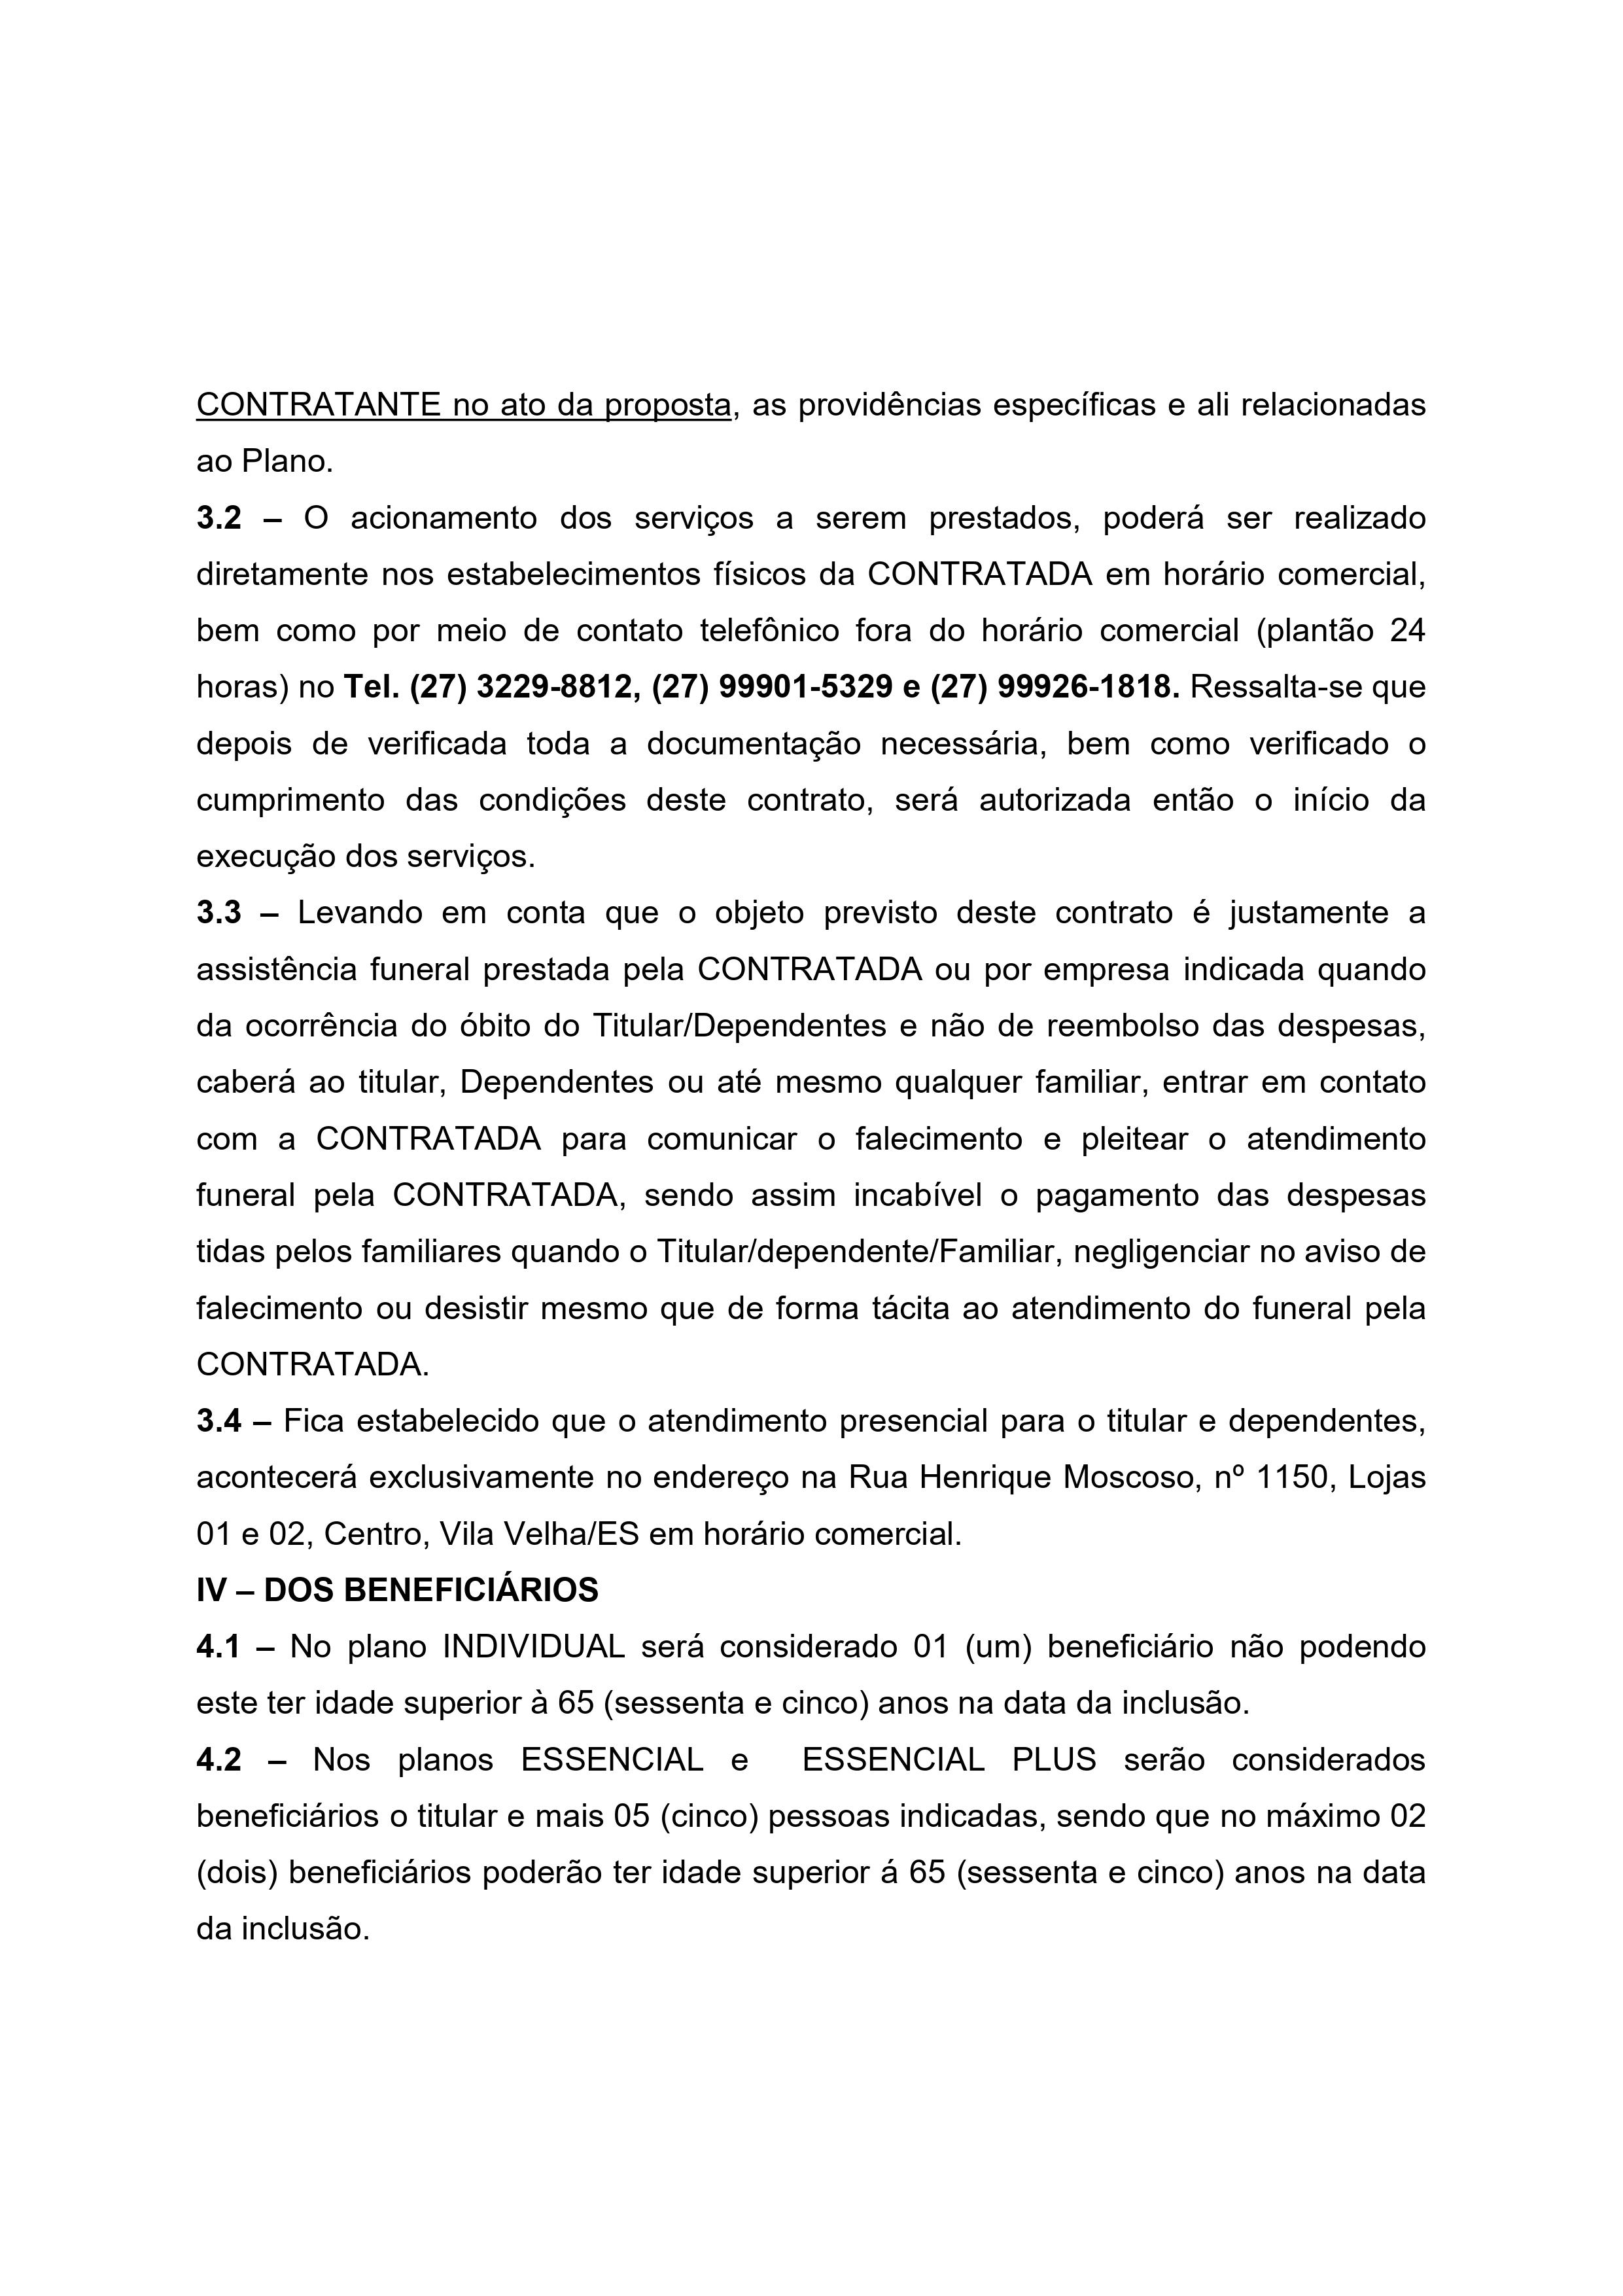 CONTRATANTE no ato da proposta, as providências específicas e ali relacionadas
ao Plano.
3.2 – O acionamento dos serviços a serem prestados, poderá ser realizado
diretamente nos estabelecimentos físicos da CONTRATADA em horário comercial,
bem como por meio de contato telefônico fora do horário comercial (plantão 24
horas) no Tel. (27) 3229-8812, (27) 99901-5329 e (27) 99926-1818. Ressalta-se que
depois de verificada toda a documentação necessária, bem como verificado o
cumprimento das condições deste contrato, será autorizada então o início da
execução dos serviços.
3.3 – Levando em conta que o objeto previsto deste contrato é justamente a
assistência funeral prestada pela CONTRATADA ou por empresa indicada quando
da ocorrência do óbito do Titular/Dependentes e não de reembolso das despesas,
caberá ao titular, Dependentes ou até mesmo qualquer familiar, entrar em contato
com a CONTRATADA para comunicar o falecimento e pleitear o atendimento
funeral pela CONTRATADA, sendo assim incabível o pagamento das despesas
tidas pelos familiares quando o Titular/dependente/Familiar, negligenciar no aviso de
falecimento ou desistir mesmo que de forma tácita ao atendimento do funeral pela
CONTRATADA.
3.4 – Fica estabelecido que o atendimento presencial para o titular e dependentes,
acontecerá exclusivamente no endereço na Rua Henrique Moscoso, nº 1150, Lojas
01 e 02, Centro, Vila Velha/ES em horário comercial.
IV – DOS BENEFICIÁRIOS
4.1 – No plano INDIVIDUAL será considerado 01 (um) beneficiário não podendo
este ter idade superior à 65 (sessenta e cinco) anos na data da inclusão.
4.2 – Nos planos ESSENCIAL e ESSENCIAL PLUS serão considerados
beneficiários o titular e mais 05 (cinco) pessoas indicadas, sendo que no máximo 02
(dois) beneficiários poderão ter idade superior á 65 (sessenta e cinco) anos na data
da inclusão.